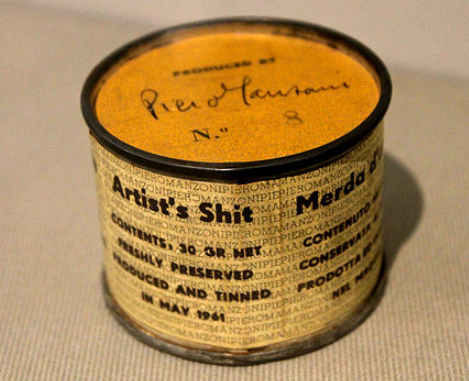 PRODUCED BY
Piero Manzoni
N.º 8
Artist's Shit
CONTENTS: 30 GR NET
FRESHLY PRESERVED
PRODUCED AND TINNED
IN MAY 1961
Merda d'
CONTENUTO
CONSERVATA
PRODOTTA ED
NEL